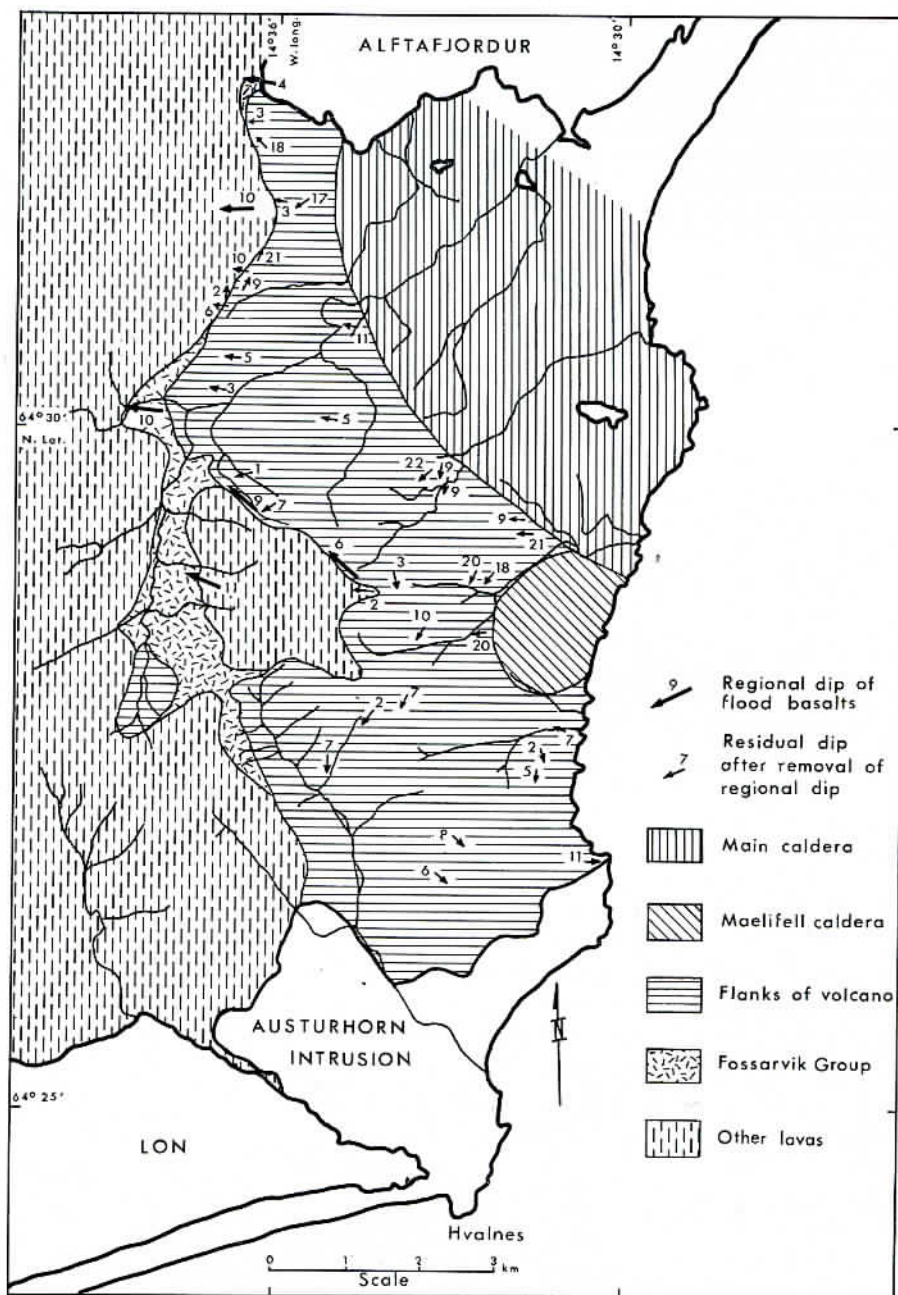 14°36'
W. long.
ALFTAFJORDUR
14°30'
4
3
18
10
17
3
10
21
2
9
6
11
5
3
64°30'
N. Lat.
10
5
1
22
9
9
9
7
9
21
6
3
20
18
2
10
20
9
Regional dip of
flood basalts
2
7
7
7
2
5
7
Residual dip
after removal of
regional dip
8
6
11
Main caldera
Maelifell caldera
Flanks of volcano
N
AUSTURHORN
INTRUSION
Fossarvik Group
64°25'
LON
Other lavas
Hvalnes
0 1 2 3 km
Scale